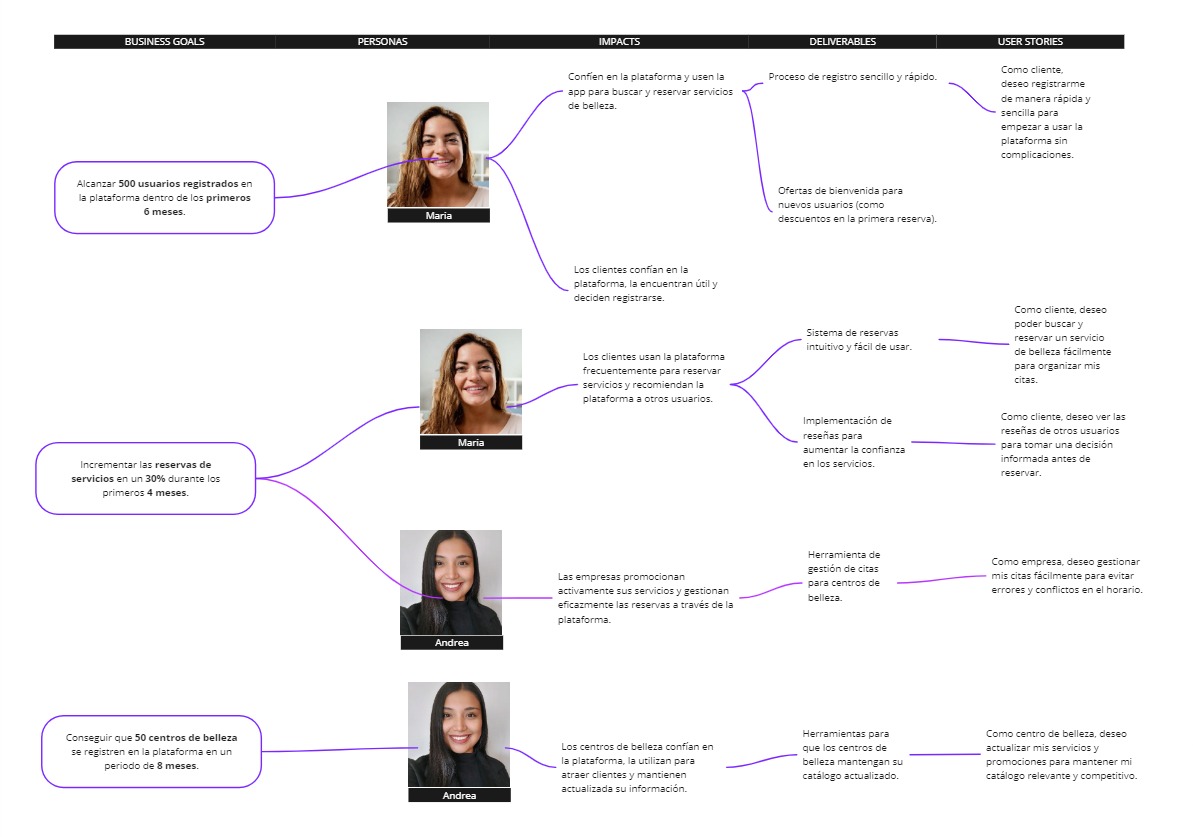 BUSINESS GOALS
PERSONAS
IMPACTS
DELIVERABLES
USER STORIES
Alcanzar 500 usuarios registrados en
la plataforma dentro de los primeros
6 meses.
María
Confíen en la plataforma y usen la
app para buscar y reservar servicios
de belleza.
Proceso de registro sencillo y rápido.
Como cliente,
deseo registrarme
de manera rápida y
sencilla para
empezar a usar la
plataforma sin
complicaciones.
Ofertas de bienvenida para
nuevos usuarios (como
descuentos en la primera reserva).
Los clientes confían en la
plataforma, la encuentran útil y
deciden registrarse.
Incrementar las reservas de
servicios en un 30% durante los
primeros 4 meses.
María
Los clientes usan la plataforma
frecuentemente para reservar
servicios y recomiendan la
plataforma a otros usuarios.
Sistema de reservas
intuitivo y fácil de usar.
Como cliente, deseo
poder buscar y
reservar un servicio
de belleza fácilmente
para organizar mis
citas.
Implementación de
reseñas para
aumentar la confianza
en los servicios.
Como cliente, deseo ver las
reseñas de otros usuarios
para tomar una decisión
informada antes de
reservar.
Andrea
Las empresas promocionan
activamente sus servicios y gestionan
eficazmente las reservas a través de la
plataforma.
Herramienta de
gestión de citas
para centros de
belleza.
Como empresa, deseo gestionar
mis citas fácilmente para evitar
errores y conflictos en el horario.
Conseguir que 50 centros de belleza
se registren en la plataforma en un
periodo de 8 meses.
Andrea
Los centros de belleza confían en
la plataforma, la utilizan para
atraer clientes y mantienen
actualizada su información.
Herramientas para
que los centros de
belleza mantengan su
catálogo actualizado.
Como centro de belleza, deseo
actualizar mis servicios y
promociones para mantener mi
catálogo relevante y competitivo.